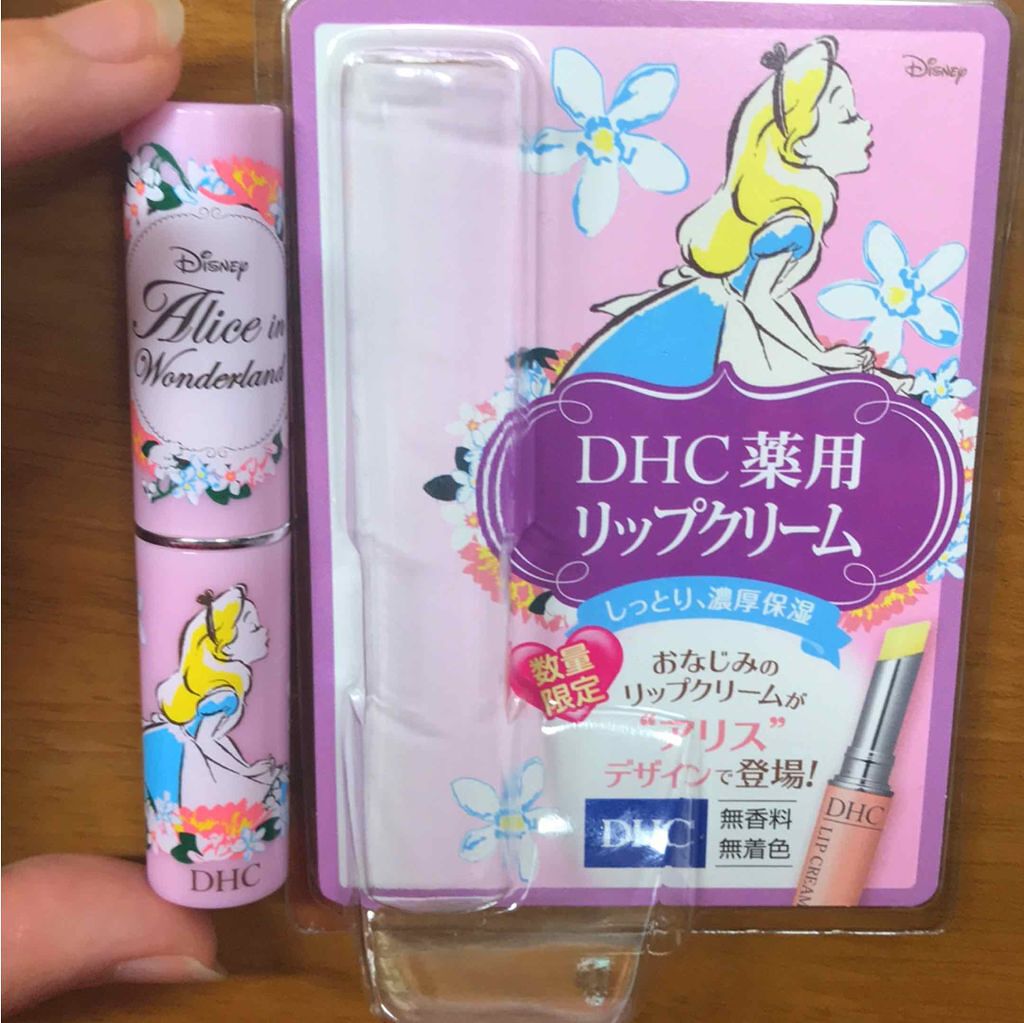 Disney
Alice in
Wonderland
DHC
Disney
DHC薬用
リップクリーム
しっとり、濃厚保湿
数量
限定
おなじみの
リップクリームが
“アリス”
デザインで登場!
DHC
無香料
無着色
DHC
LIP CREAM